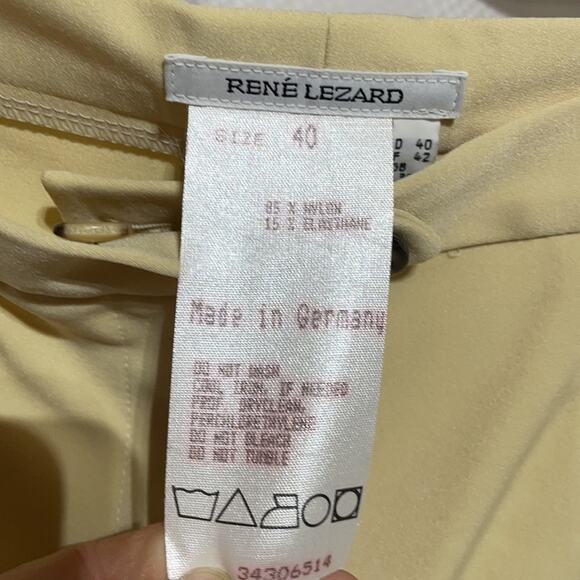 RENÉ LEZARD
SIZE 40
D 40
F 42
85 % NYLON
15 % ELASTHANE
Made in Germany
DO NOT WASH
COOL IRON, IF NEEDED
PROF. DRYCLEAN,
PERCHLORETHYLENE
DO NOT BLEACH
DO NOT TUMBLE
34306514